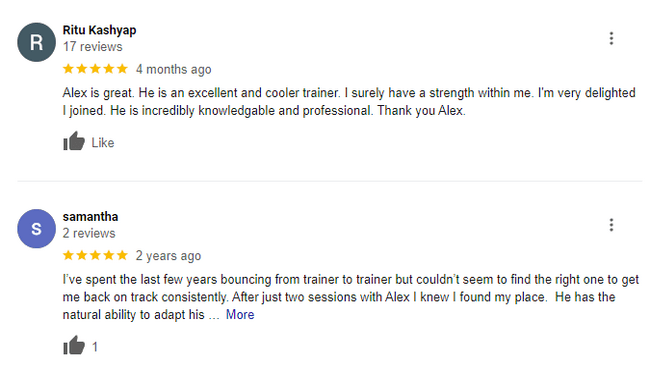 R
Ritu Kashyap
17 reviews
4 months ago
Alex is great. He is an excellent and cooler trainer. I surely have a strength within me. I'm very delighted
I joined. He is incredibly knowledgable and professional. Thank you Alex.
Like
S
samantha
2 reviews
2 years ago
I've spent the last few years bouncing from trainer to trainer but couldn't seem to find the right one to get
me back on track consistently. After just two sessions with Alex I knew I found my place.  He has the
natural ability to adapt his … More
1